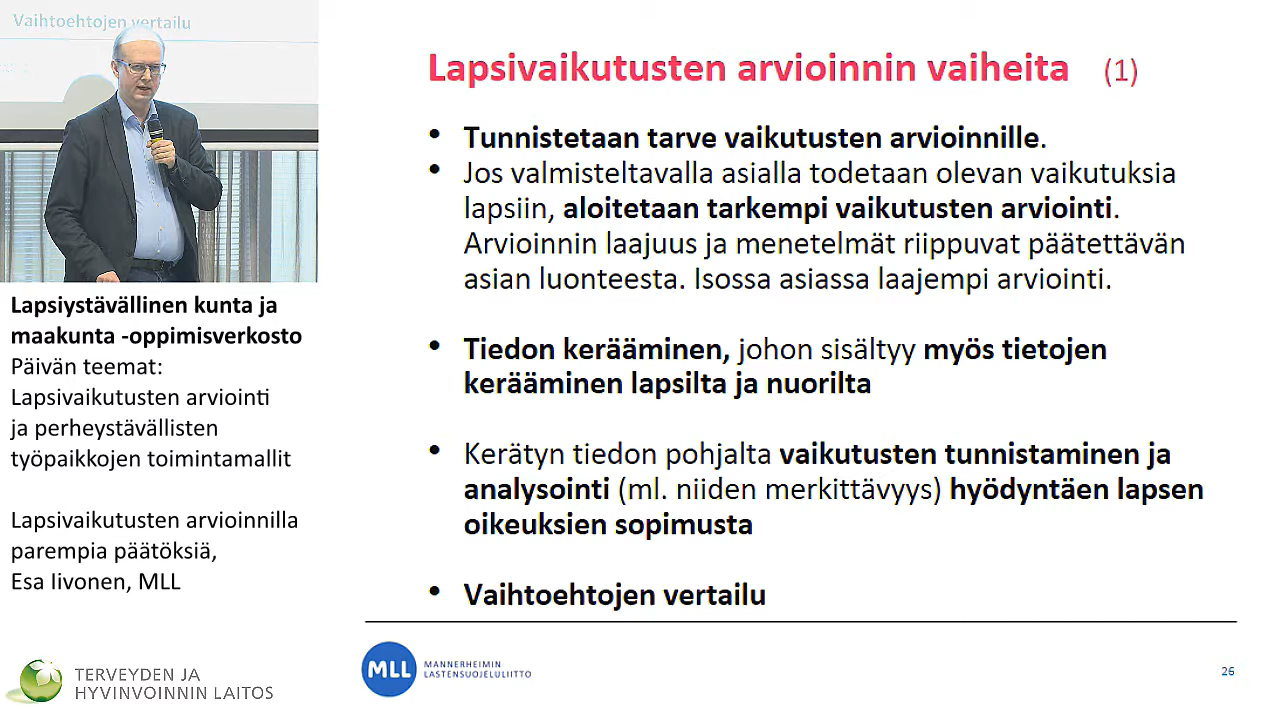 Vaihtoehtojen vertailu
Lapsiystävällinen kunta ja
maakunta -oppimisverkosto
Päivän teemat:
Lapsivaikutusten arviointi
ja perheystävällisten
työpaikkojen toimintamallit
Lapsivaikutusten arvioinnilla
parempia päätöksiä,
Esa Iivonen, MLL
TERVEYDEN JA
HYVINVOINNIN LAITOS
Lapsivaikutusten arvioinnin vaiheita (1)
• Tunnistetaan tarve vaikutusten arvioinnille.
• Jos valmisteltavalla asialla todetaan olevan vaikutuksia
lapsiin, aloitetaan tarkempi vaikutusten arviointi.
Arvioinnin laajuus ja menetelmät riippuvat päätettävän
asian luonteesta. Isossa asiassa laajempi arviointi.
• Tiedon kerääminen, johon sisältyy myös tietojen
kerääminen lapsilta ja nuorilta
• Kerätyn tiedon pohjalta vaikutusten tunnistaminen ja
analysointi (ml. niiden merkittävyys) hyödyntäen lapsen
oikeuksien sopimusta
• Vaihtoehtojen vertailu
MLL
MANNERHEIMIN
LASTENSUOJELULIITTO
26